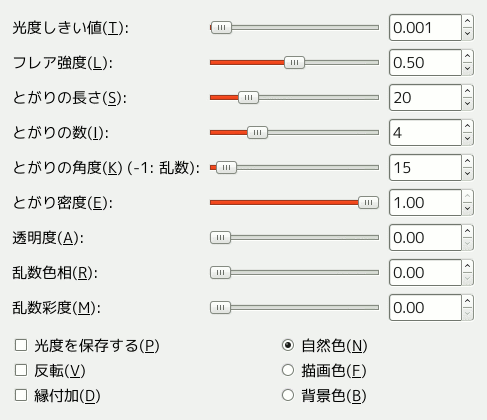 光度しきい値(T): 0.001
フレア強度(L): 0.50
とがりの長さ(S): 20
とがりの数(I): 4
とがりの角度(K) (-1: 乱数): 15
とがり密度(E): 1.00
透明度(A): 0.00
乱数色相(R): 0.00
乱数彩度(M): 0.00
光度を保存する(P) 自然色(N)
反転(V) 描画色(F)
縁付加(D) 背景色(B)